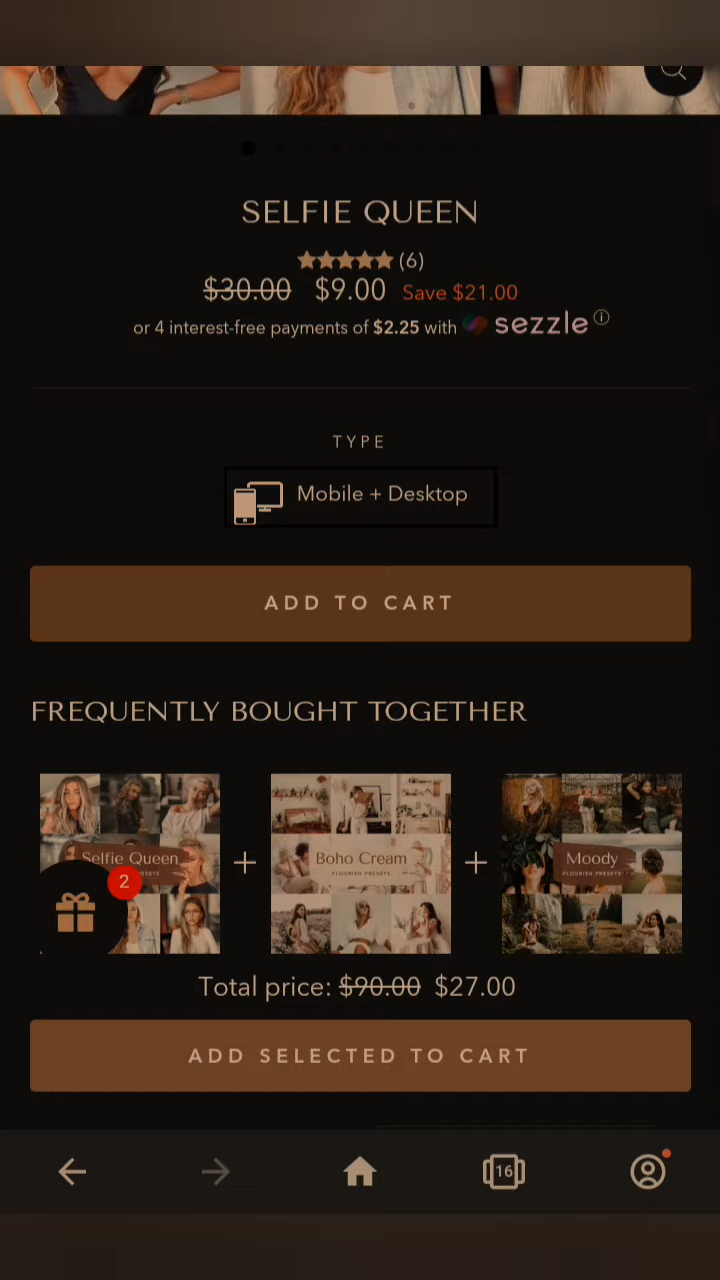 SELFIE QUEEN
(6)
$30.00 $9.00 Save $21.00
or 4 interest-free payments of $2.25 with sezzle i
TYPE
Mobile + Desktop
ADD TO CART
FREQUENTLY BOUGHT TOGETHER
Selfie Queen + Boho Cream + Moody
FLOURISH PRESETS FLOURISH PRESETS
2
Total price: $90.00 $27.00
ADD SELECTED TO CART
16